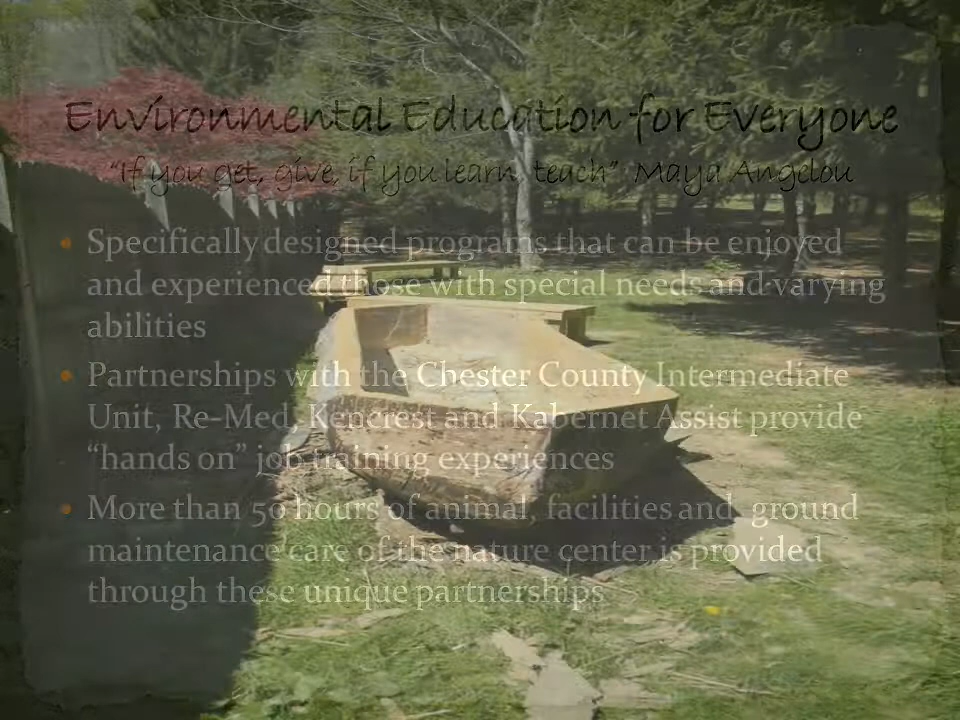 Environmental Education for Everyone
“If you get, give, if you learn, teach” Maya Angelou
• Specifically designed programs that can be enjoyed
and experienced those with special needs and varying
abilities
• Partnerships with the Chester County Intermediate
Unit, Re-Med, Kencrest and Kabernet Assist provide
“hands on” job training experiences
• More than 50 hours of animal, facilities and ground
maintenance care of the nature center is provided
through these unique partnerships